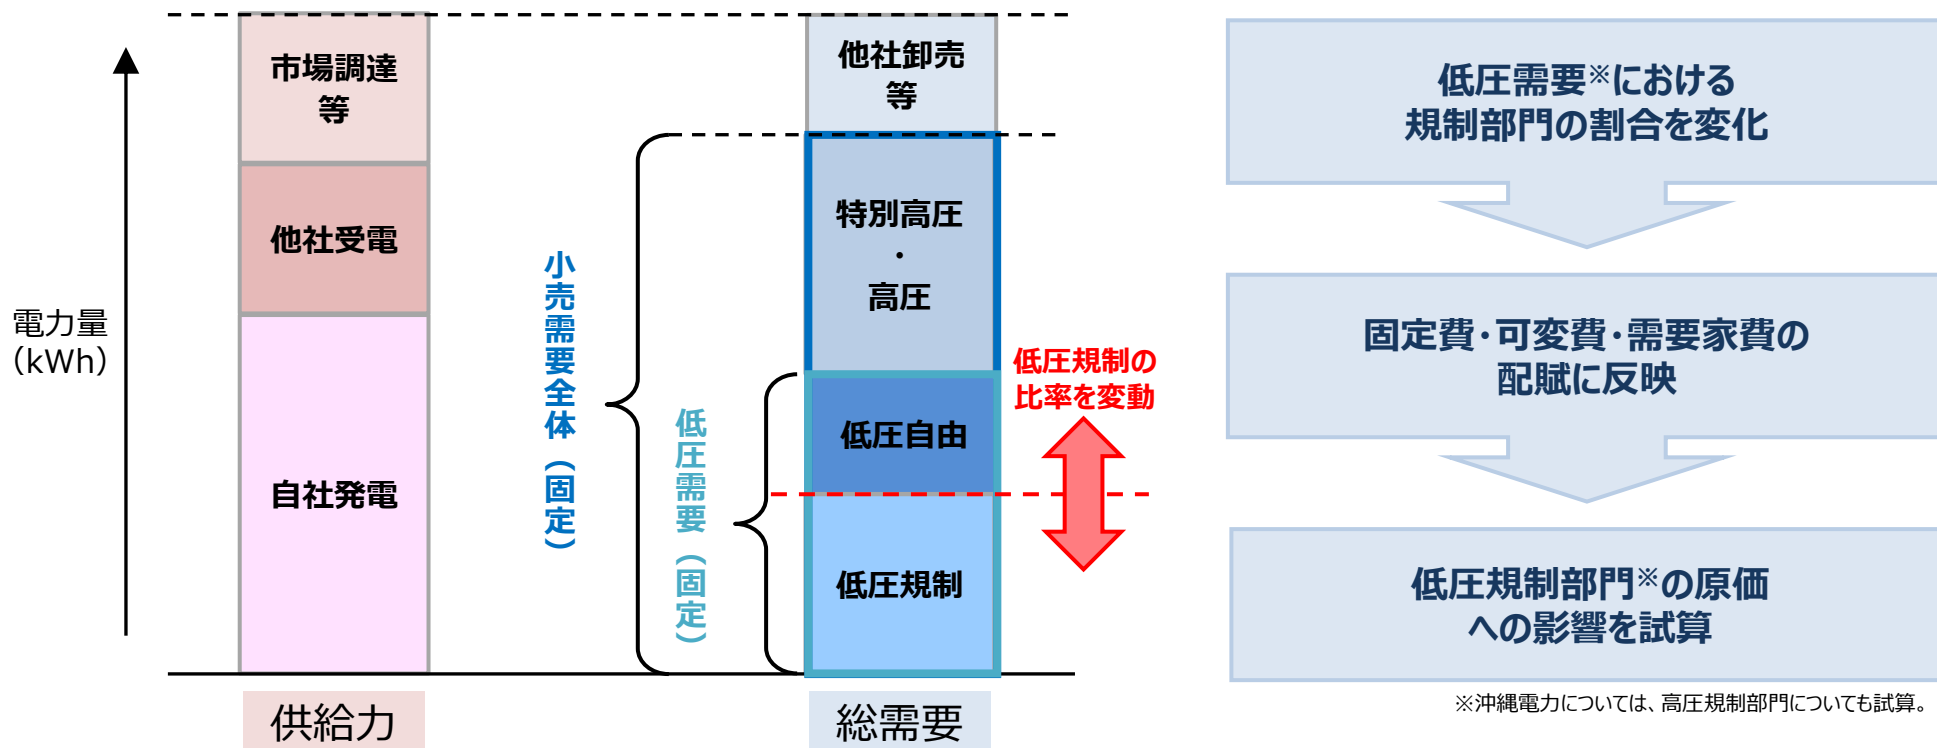 電力量
（kWh）
市場調達
等
他社受電
自社発電
供給力
小売需要全体（固定）
低圧需要（固定）
他社卸売
等
特別高圧
・
高圧
低圧自由
低圧規制
総需要
低圧規制の
比率を変動
低圧需要※における
規制部門の割合を変化
固定費・可変費・需要家費の
配賦に反映
低圧規制部門※の原価
への影響を試算
※沖縄電力については、高圧規制部門についても試算。